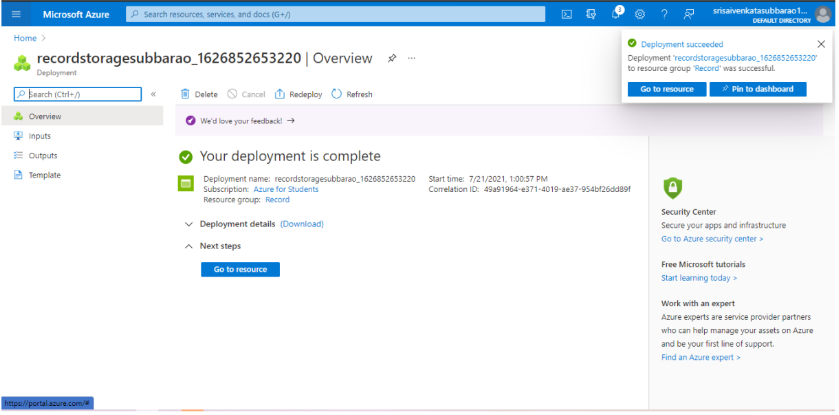 Microsoft Azure
Search resources, services, and docs (G+/)
3
srisaivenkatasubbarao1...
DEFAULT DIRECTORY
Home >
recordstoragesubbarao_1626852653220 | Overview
Deployment
Deployment succeeded
Deployment 'recordstoragesubbarao_1626852653220'
to resource group 'Record' was successful.
Go to resource
Pin to dashboard
Search (Ctrl+/)
Overview
Inputs
Outputs
Template
Delete
Cancel
Redeploy
Refresh
We'd love your feedback! →
Your deployment is complete
Deployment name: recordstoragesubbarao_1626852653220
Subscription: Azure for Students
Resource group: Record
Start time: 7/21/2021, 1:00:57 PM
Correlation ID: 49a91964-e371-4019-ae37-954bf26dd89f
Deployment details (Download)
Next steps
Go to resource
Security Center
Secure your apps and infrastructure
Go to Azure security center >
Free Microsoft tutorials
Start learning today >
Work with an expert
Azure experts are service provider partners
who can help manage your assets on Azure
and be your first line of support.
Find an Azure expert >
https://portal.azure.com/#